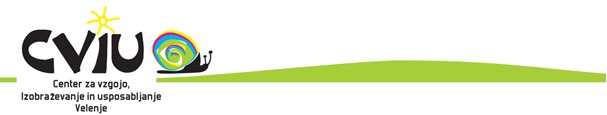 CVIU
Center za vzgojo,
Izobraževanje in usposabljanje
Velenje